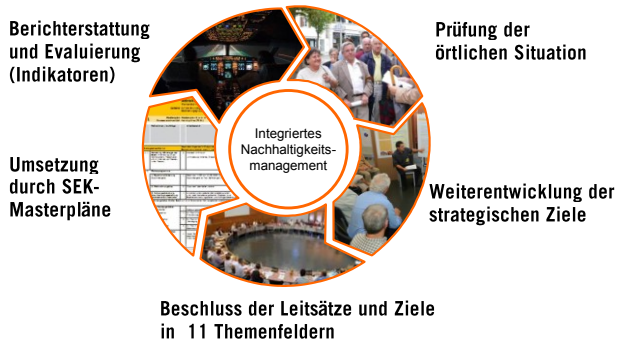 Berichterstattung
und Evaluierung
(Indikatoren)
Prüfung der
örtlichen Situation
Integriertes
Nachhaltigkeits-
management
Umsetzung
durch SEK-
Masterpläne
Weiterentwicklung der
strategischen Ziele
Beschluss der Leitsätze und Ziele
in 11 Themenfeldern